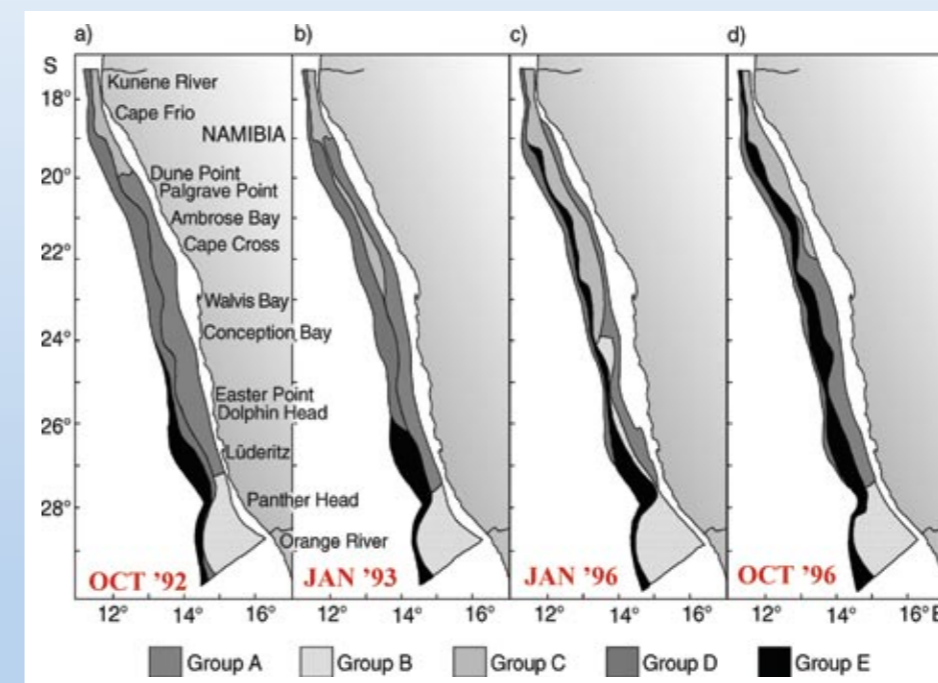 a) b) c) d)
S
Kunene River
18°
Cape Frio
NAMIBIA
20°
Dune Point
Palgrave Point
Ambrose Bay
22°
Cape Cross
Walvis Bay
24°
Conception Bay
Easter Point
Dolphin Head
26°
Lüderitz
28°
Panther Head
Orange River
OCT '92 JAN '93 JAN '96 OCT '96
12° 14° 16° 12° 14° 16° 12° 14° 16° 12° 14° 16° E
Group A Group B Group C Group D Group E